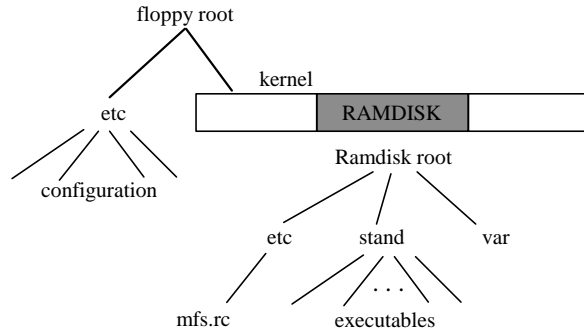 floppy root
kernel
etc
RAMDISK
Ramdisk root
configuration
etc stand var
. . .
mfs.rc executables